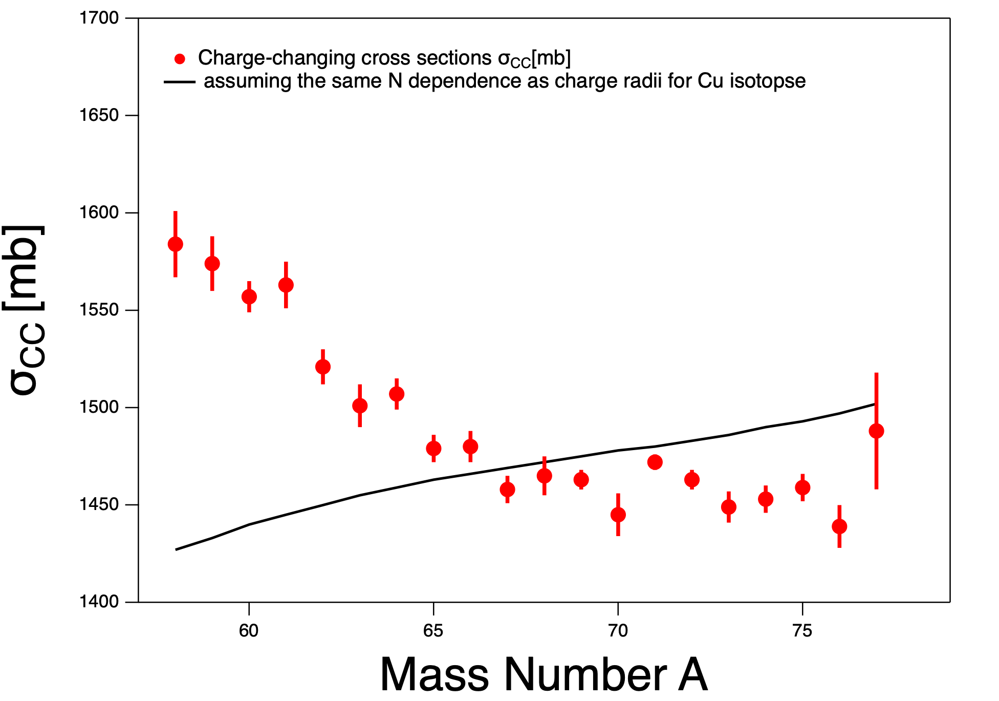 1700
Charge-changing cross sections σCC[mb]
assuming the same N dependence as charge radii for Cu isotopse
1650
1600
1550
1500
1450
1400
σCC [mb]
60 65 70 75
Mass Number A